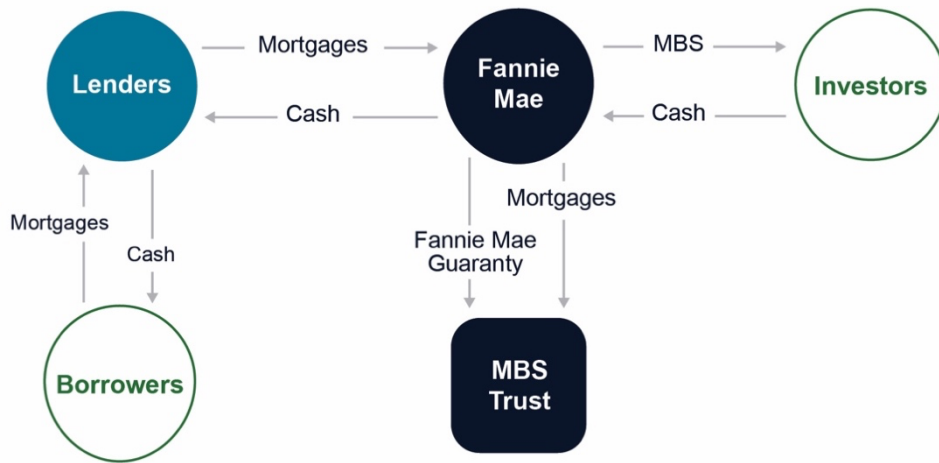 Mortgages
MBS
Lenders
Fannie
Mae
Investors
Cash
Cash
Mortgages
Cash
Fannie Mae
Guaranty
Mortgages
Borrowers
MBS
Trust